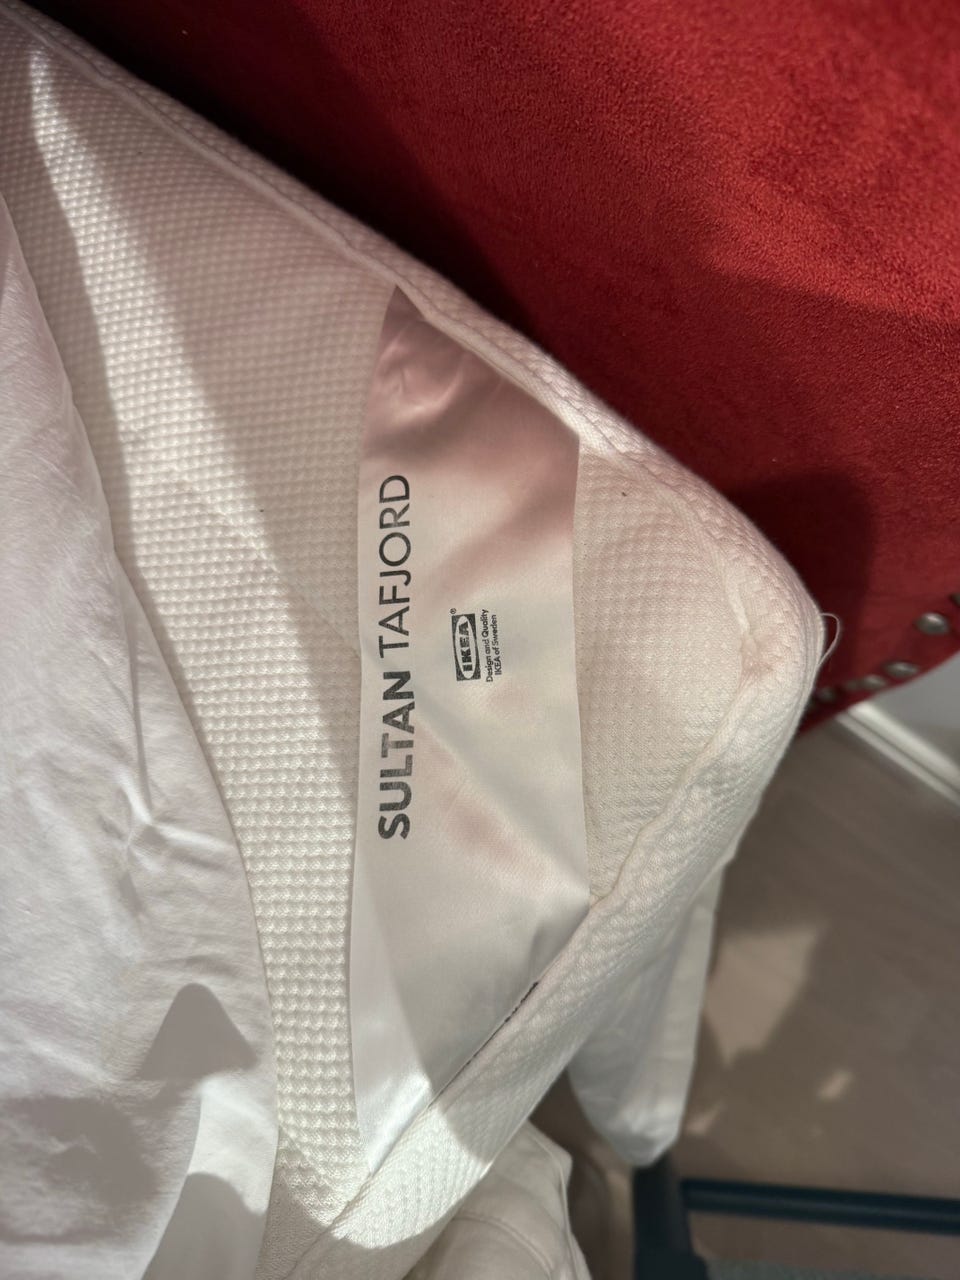 SULTAN TAFJORD
IKEA®
Design and Quality
IKEA of Sweden